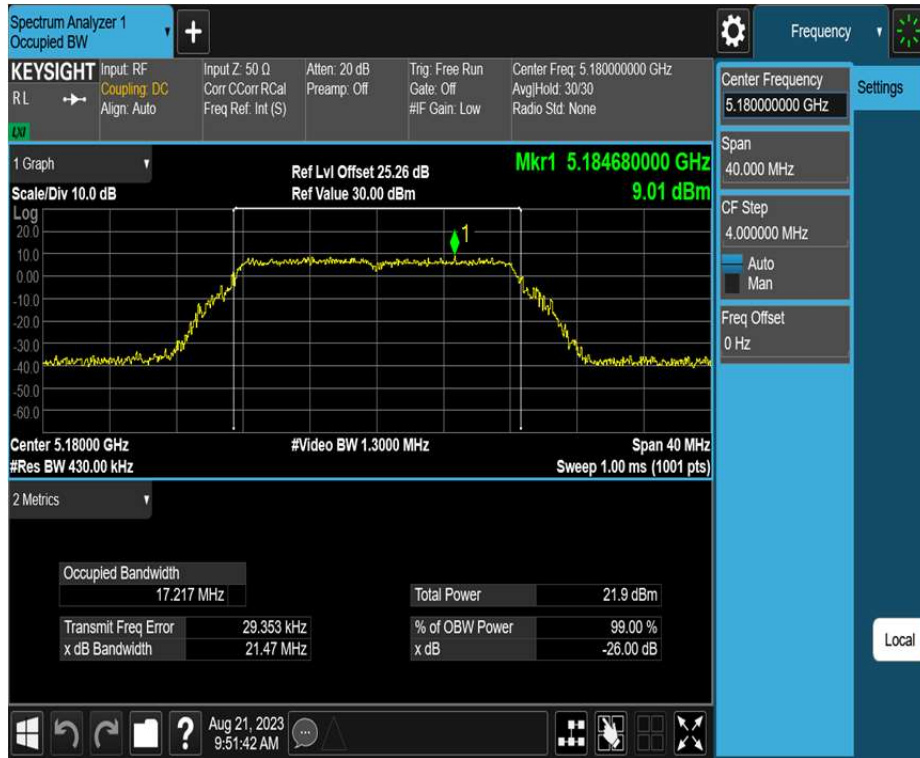 Spectrum Analyzer 1
Occupied BW
+
Frequency
KEYSIGHT
R L
LXI
Input: RF
Coupling: DC
Align: Auto
Input Z: 50 Ω
Corr CCorr RCal
Freq Ref: Int (S)
Atten: 20 dB
Preamp: Off
Trig: Free Run
Gate: Off
#IF Gain: Low
Center Freq: 5.180000000 GHz
Avg|Hold: 30/30
Radio Std: None
Center Frequency
5.18000000 GHz
Settings
Span
40.000 MHz
CF Step
4.000000 MHz
Auto
Man
Freq Offset
0 Hz
1 Graph
Scale/Div 10.0 dB
Ref Lvl Offset 25.26 dB
Ref Value 30.00 dBm
Mkr1 5.184680000 GHz
9.01 dBm
Log
20.0
10.0
0.00
-10.0
-20.0
-30.0
-40.0
-50.0
-60.0
1
Center 5.18000 GHz
#Res BW 430.00 kHz
#Video BW 1.3000 MHz
Span 40 MHz
Sweep 1.00 ms (1001 pts)
2 Metrics
Occupied Bandwidth
17.217 MHz
Total Power 21.9 dBm
Transmit Freq Error 29.353 kHz
% of OBW Power 99.00 %
x dB Bandwidth 21.47 MHz
x dB -26.00 dB
Local
?
Aug 21, 2023
9:51:42 AM